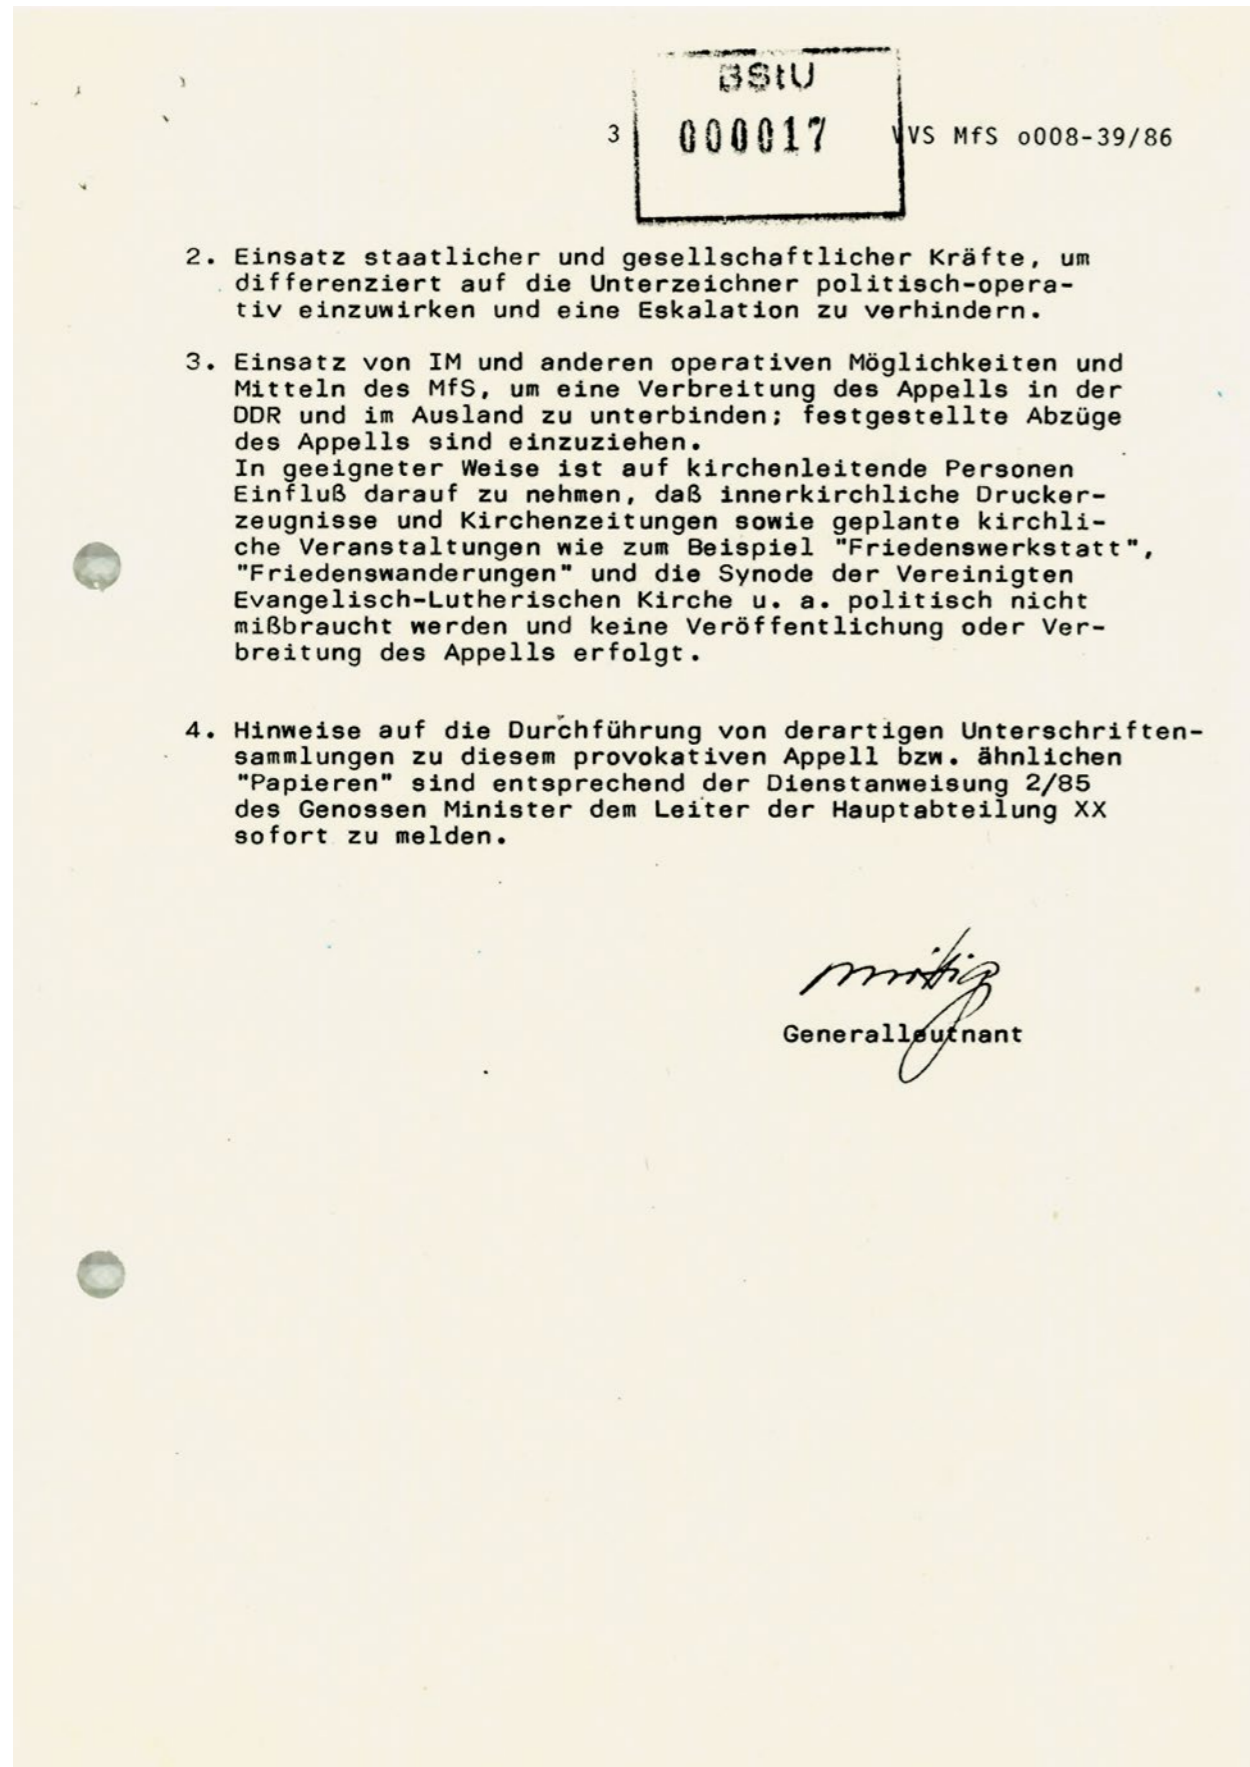 BStU
3 000017 VVS MfS o008-39/86
2. Einsatz staatlicher und gesellschaftlicher Kräfte, um
differenziert auf die Unterzeichner politisch-opera-
tiv einzuwirken und eine Eskalation zu verhindern.
3. Einsatz von IM und anderen operativen Möglichkeiten und
Mitteln des MfS, um eine Verbreitung des Appells in der
DDR und im Ausland zu unterbinden; festgestellte Abzüge
des Appells sind einzuziehen.
In geeigneter Weise ist auf kirchenleitende Personen
Einfluß darauf zu nehmen, daß innerkirchliche Drucker-
zeugnisse und Kirchenzeitungen sowie geplante kirchli-
che Veranstaltungen wie zum Beispiel "Friedenswerkstatt",
"Friedenswanderungen" und die Synode der Vereinigten
Evangelisch-Lutherischen Kirche u. a. politisch nicht
mißbraucht werden und keine Veröffentlichung oder Ver-
breitung des Appells erfolgt.
4. Hinweise auf die Durchführung von derartigen Unterschriften-
sammlungen zu diesem provokativen Appell bzw. ähnlichen
"Papieren" sind entsprechend der Dienstanweisung 2/85
des Genossen Minister dem Leiter der Hauptabteilung XX
sofort zu melden.
Mittig
Generalleutnant